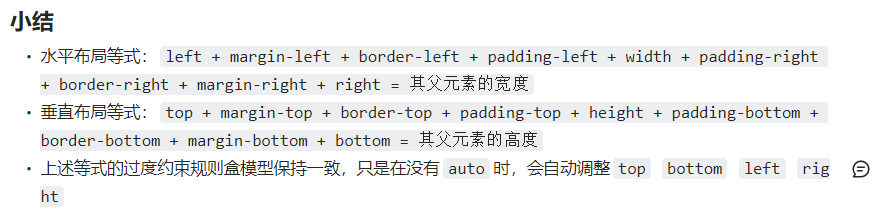 小结
• 水平布局等式： left + margin-left + border-left + padding-left + width + padding-right
+ border-right + margin-right + right = 其父元素的宽度
• 垂直布局等式： top + margin-top + border-top + padding-top + height + padding-bottom +
border-bottom + margin-bottom + bottom = 其父元素的高度
• 上述等式的过度约束规则盒模型保持一致，只是在没有 auto 时，会自动调整 top bottom left rig
ht